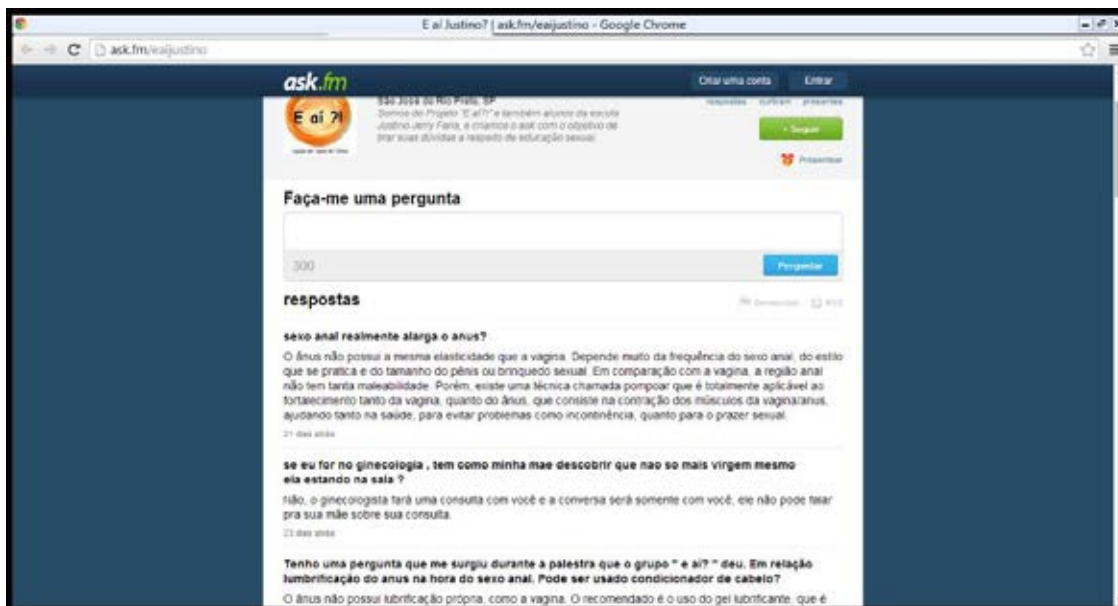 E aí Justino? | ask.fm/eaijustino - Google Chrome
ask.fm/eaijustino
ask.fm
Criar uma conta
Entrar
E aí ?!
São José do Rio Preto, SP
Somos do Projeto "E aí?!" e também alunos da escola
Justino Jerry Faria, e criamos o ask com o objetivo de
tirar suas dúvidas a respeito de educação sexual.
respostas curtiram presentes
+ Seguir
Presentear
Faça-me uma pergunta
300
Perguntar
respostas
RSS
sexo anal realmente alarga o anus?
O ânus não possui a mesma elasticidade que a vagina. Depende muito da frequência do sexo anal, do estilo
que se pratica e do tamanho do pênis ou brinquedo sexual. Em comparação com a vagina, a região anal
não tem tanta maleabilidade. Porém, existe uma técnica chamada pompoar que é totalmente aplicável ao
fortalecimento tanto da vagina, quanto do ânus, que consiste na contração dos músculos da vagina/anus,
ajudando tanto na saúde, para evitar problemas como incontinência, quanto para o prazer sexual.
21 dias atrás
se eu for no ginecologia , tem como minha mae descobrir que nao so mais virgem mesmo
ela estando na sala ?
Não, o ginecologista fará uma consulta com você e a conversa será somente com você, ele não pode falar
pra sua mãe sobre sua consulta.
23 dias atrás
Tenho uma pergunta que me surgiu durante a palestra que o grupo " e aí? " deu. Em relação
lumbrificação do anus na hora do sexo anal. Pode ser usado condicionador de cabelo?
O ânus não possui lubrificação própria, como a vagina. O recomendado é o uso do gel lubrificante, que é